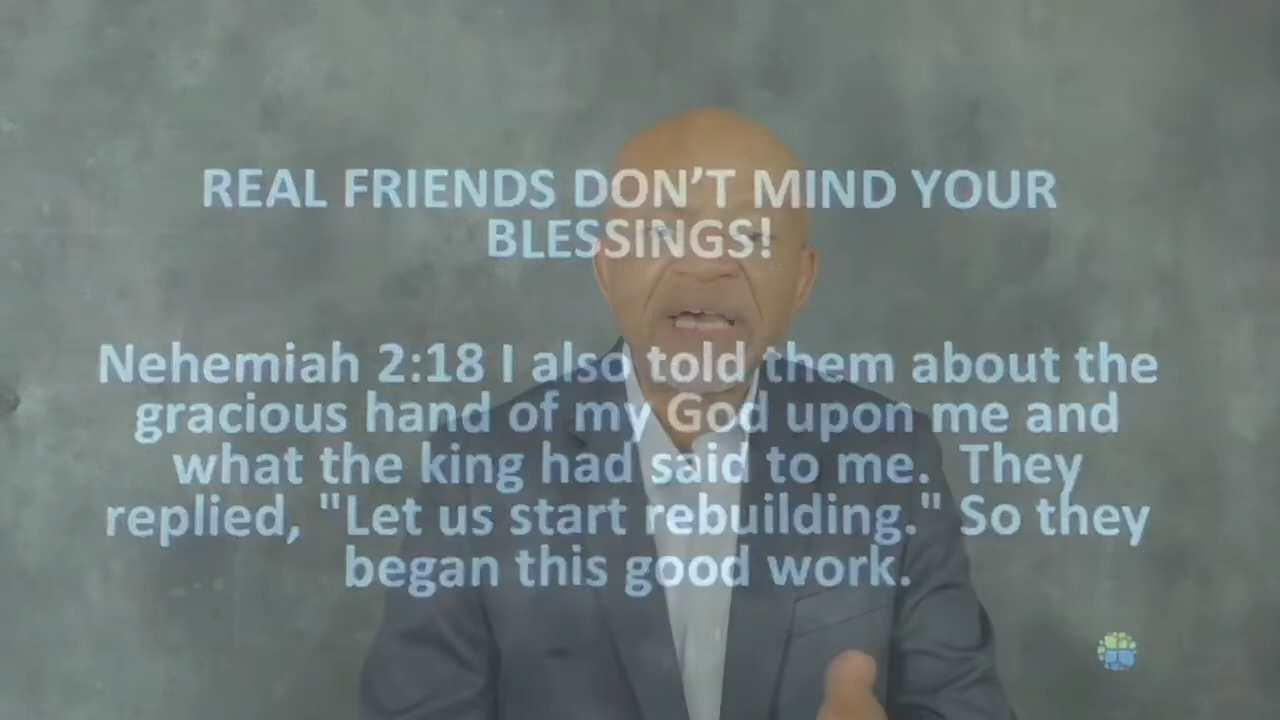 REAL FRIENDS DON’T MIND YOUR
BLESSINGS!
Nehemiah 2:18 I also told them about the
gracious hand of my God upon me and
what the king had said to me.  They
replied, "Let us start rebuilding." So they
began this good work.